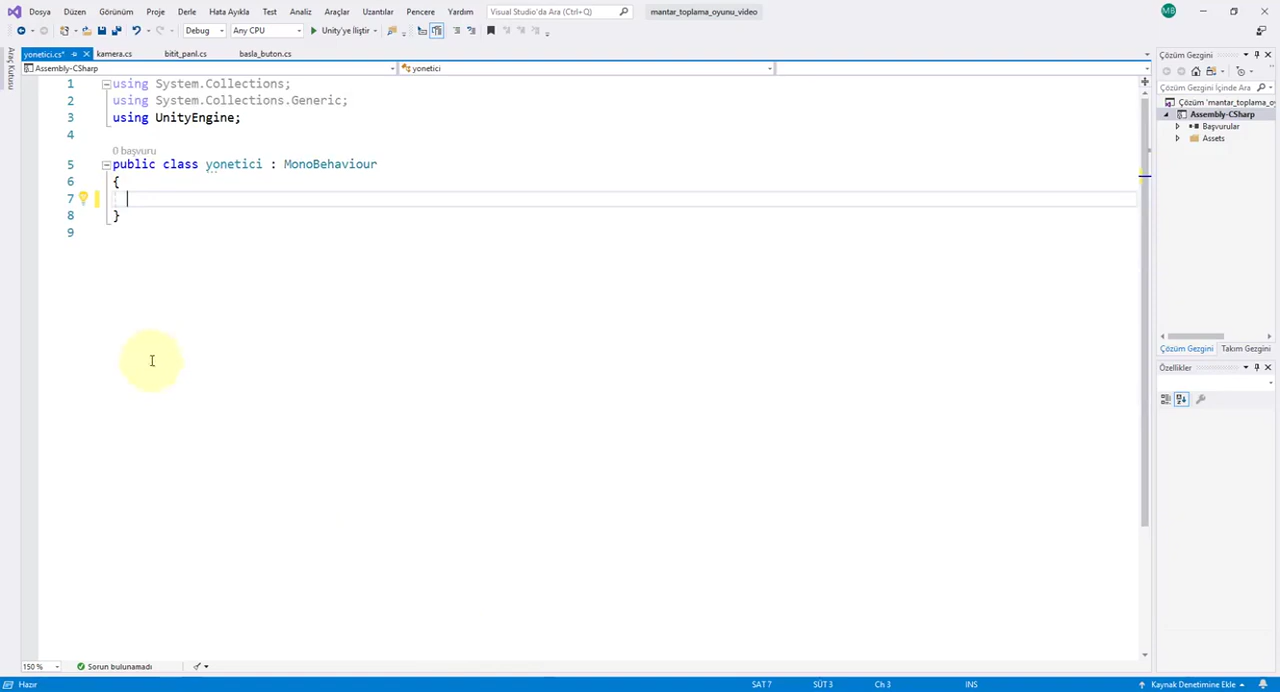 Dosya Düzen Görünüm Proje Derle Hata Ayıkla Test Analiz Araçlar Uzantılar Pencere Yardım Visual Studio'da Ara (Ctrl+Q) mantar_toplama_oyunu_video MB
Debug Any CPU Unity'ye İliştir
Araç Kutusu
yonetici.cs* kamera.cs bitit_panl.cs basla_buton.cs
Assembly-CSharp yonetici
1 using System.Collections;
2 using System.Collections.Generic;
3 using UnityEngine;
4
0 başvuru
5 public class yonetici : MonoBehaviour
6 {
7
8 }
9
Çözüm Gezgini
Çözüm Gezgini İçinde Ara
Çözüm 'mantar_toplama_oy
Assembly-CSharp
Başvurular
Assets
Çözüm Gezgini Takım Gezgini
Özellikler
150 % Sorun bulunamadı
Hazır SAT 7 SÜT 3 Ch 3 INS Kaynak Denetimine Ekle